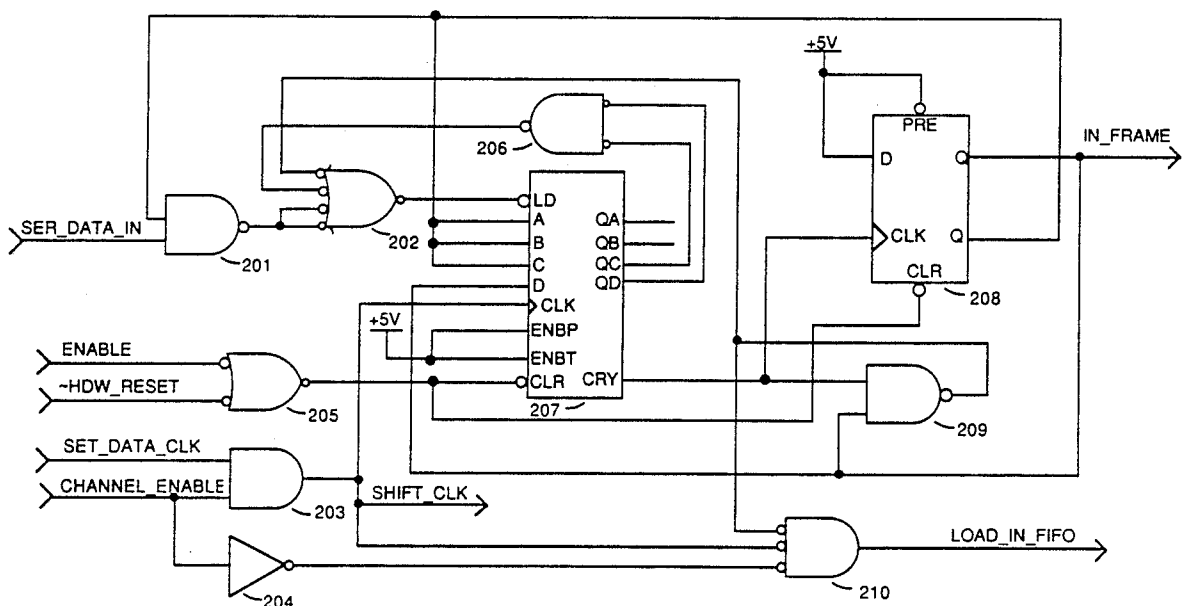 +5V
PRE
IN_FRAME
D
Q
206
LD
SER_DATA_IN
A
QA
CLK
B
QB
Q
201
202
C
QC
CLR
D
QD
208
CLK
+5V
ENABLE
ENBP
ENBT
~HDW_RESET
CLR
CRY
205
207
209
SET_DATA_CLK
CHANNEL_ENABLE
SHIFT_CLK
203
LOAD_IN_FIFO
210
204